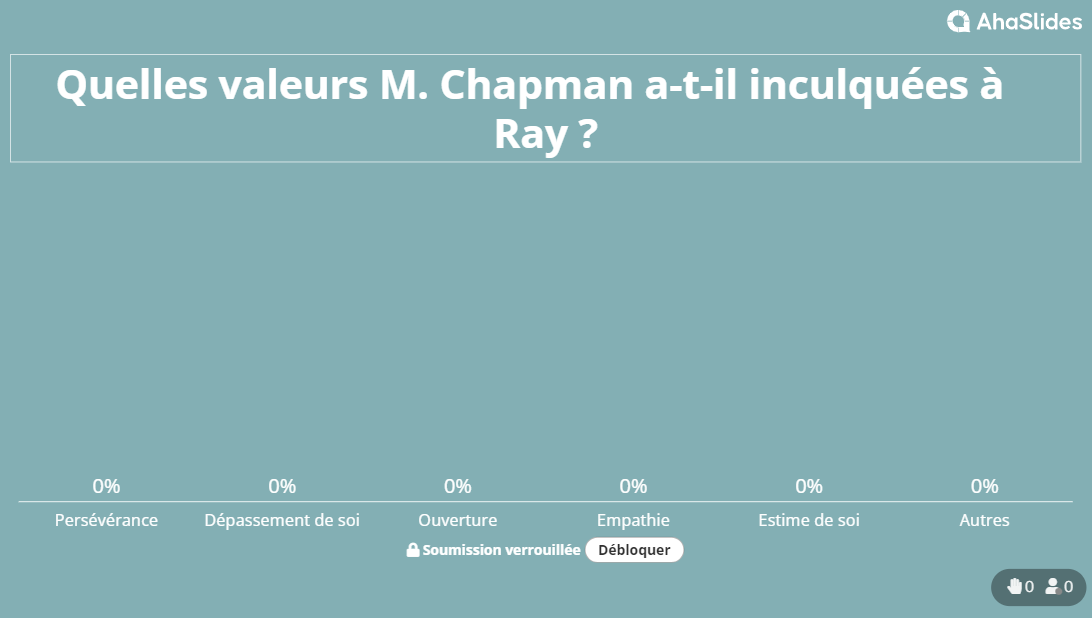 AhaSlides
Quelles valeurs M. Chapman a-t-il inculquées à
Ray ?
0% 0% 0% 0% 0% 0%
Persévérance Dépassement de soi Ouverture Empathie Estime de soi Autres
Soumission verrouillée Débloquer
0 0